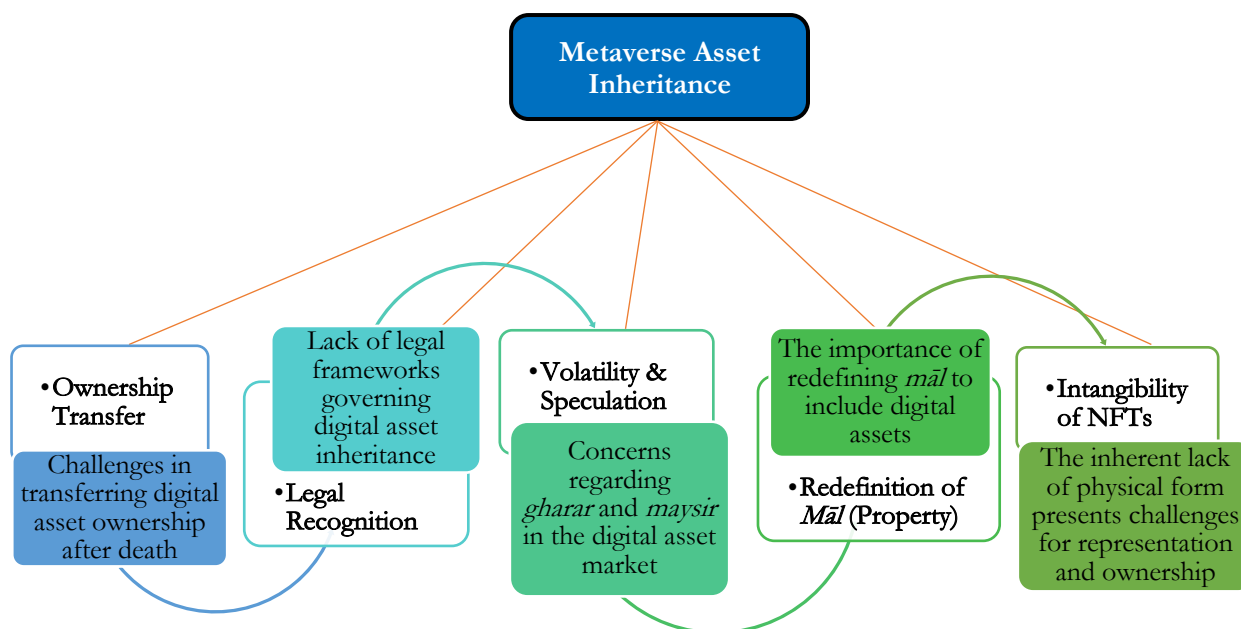 Metaverse Asset
Inheritance
•Ownership
Transfer
Challenges in
transferring digital
asset ownership
after death
Lack of legal
frameworks
governing
digital asset
inheritance
•Legal
Recognition
•Volatility &
Speculation
Concerns
regarding
gharar and maysir
in the digital asset
market
The importance of
redefining māl to
include digital
assets
•Redefinition of
Māl (Property)
•Intangibility
of NFTs
The inherent lack
of physical form
presents challenges
for representation
and ownership